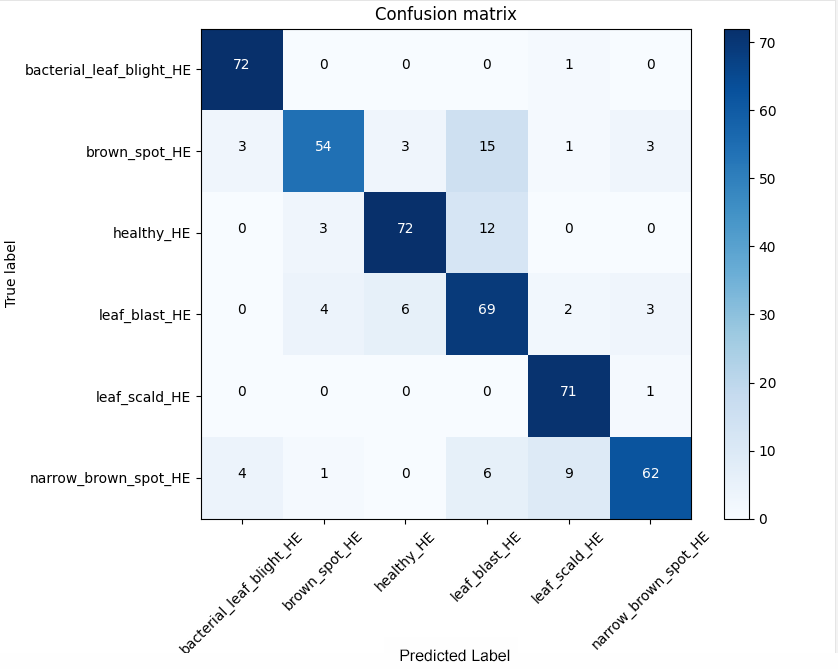 Confusion matrix
bacterial_leaf_blight_HE 72 0 0 0 1 0
brown_spot_HE 3 54 3 15 1 3
healthy_HE 0 3 72 12 0 0
leaf_blast_HE 0 4 6 69 2 3
leaf_scald_HE 0 0 0 0 71 1
narrow_brown_spot_HE 4 1 0 6 9 62
True label
bacterial_leaf_blight_HE
brown_spot_HE
healthy_HE
leaf_blast_HE
leaf_scald_HE
narrow_brown_spot_HE
Predicted Label
70
60
50
40
30
20
10
0